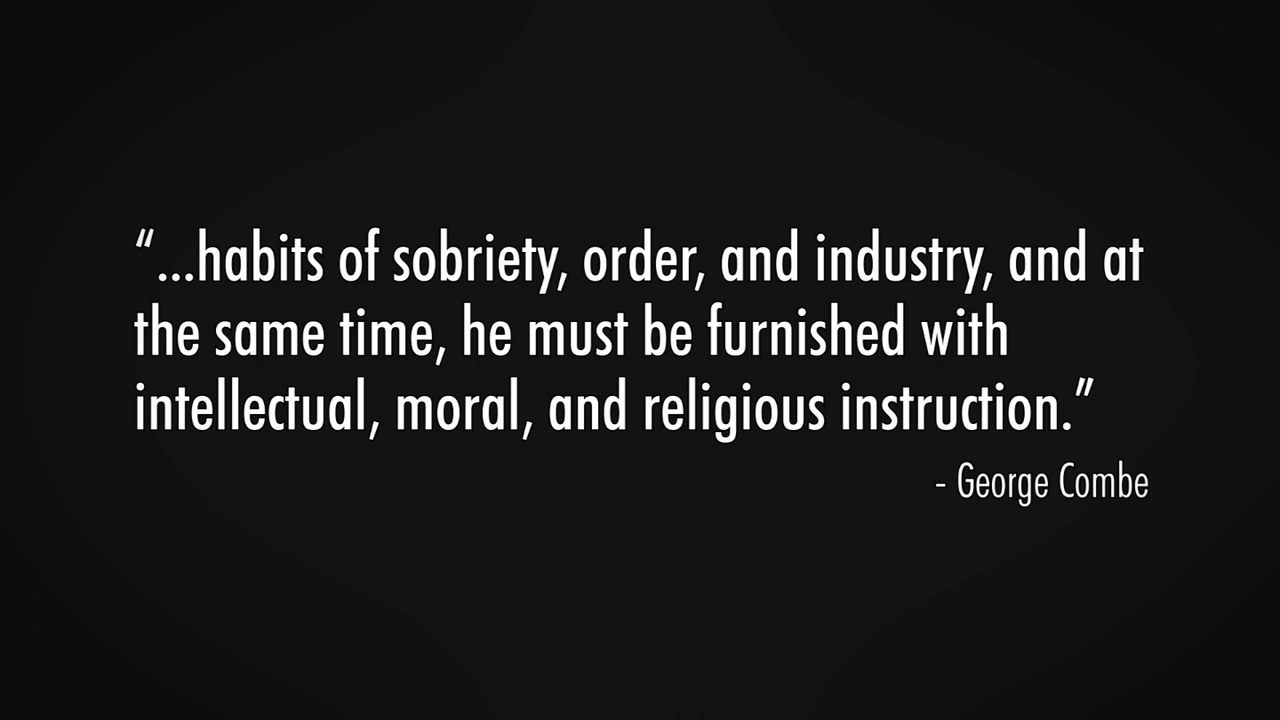 “...habits of sobriety, order, and industry, and at
the same time, he must be furnished with
intellectual, moral, and religious instruction.”
- George Combe